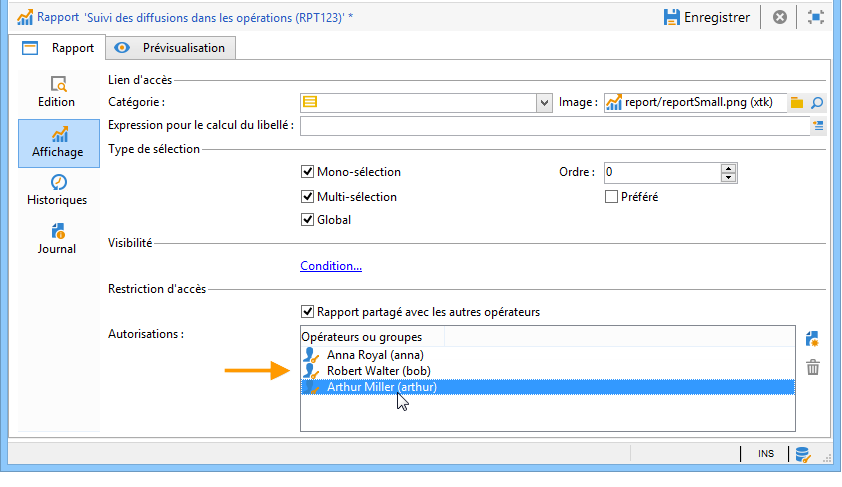 Rapport 'Suivi des diffusions dans les opérations (RPT123)' *
Enregistrer
Rapport
Prévisualisation
Edition
Affichage
Historiques
Journal
Lien d'accès
Catégorie :
Image :
report/reportSmall.png (xtk)
Expression pour le calcul du libellé :
Type de sélection
Mono-sélection
Ordre :
0
Multi-sélection
Préféré
Global
Visibilité
Condition...
Restriction d'accès
Rapport partagé avec les autres opérateurs
Autorisations :
Opérateurs ou groupes
Anna Royal (anna)
Robert Walter (bob)
Arthur Miller (arthur)
INS